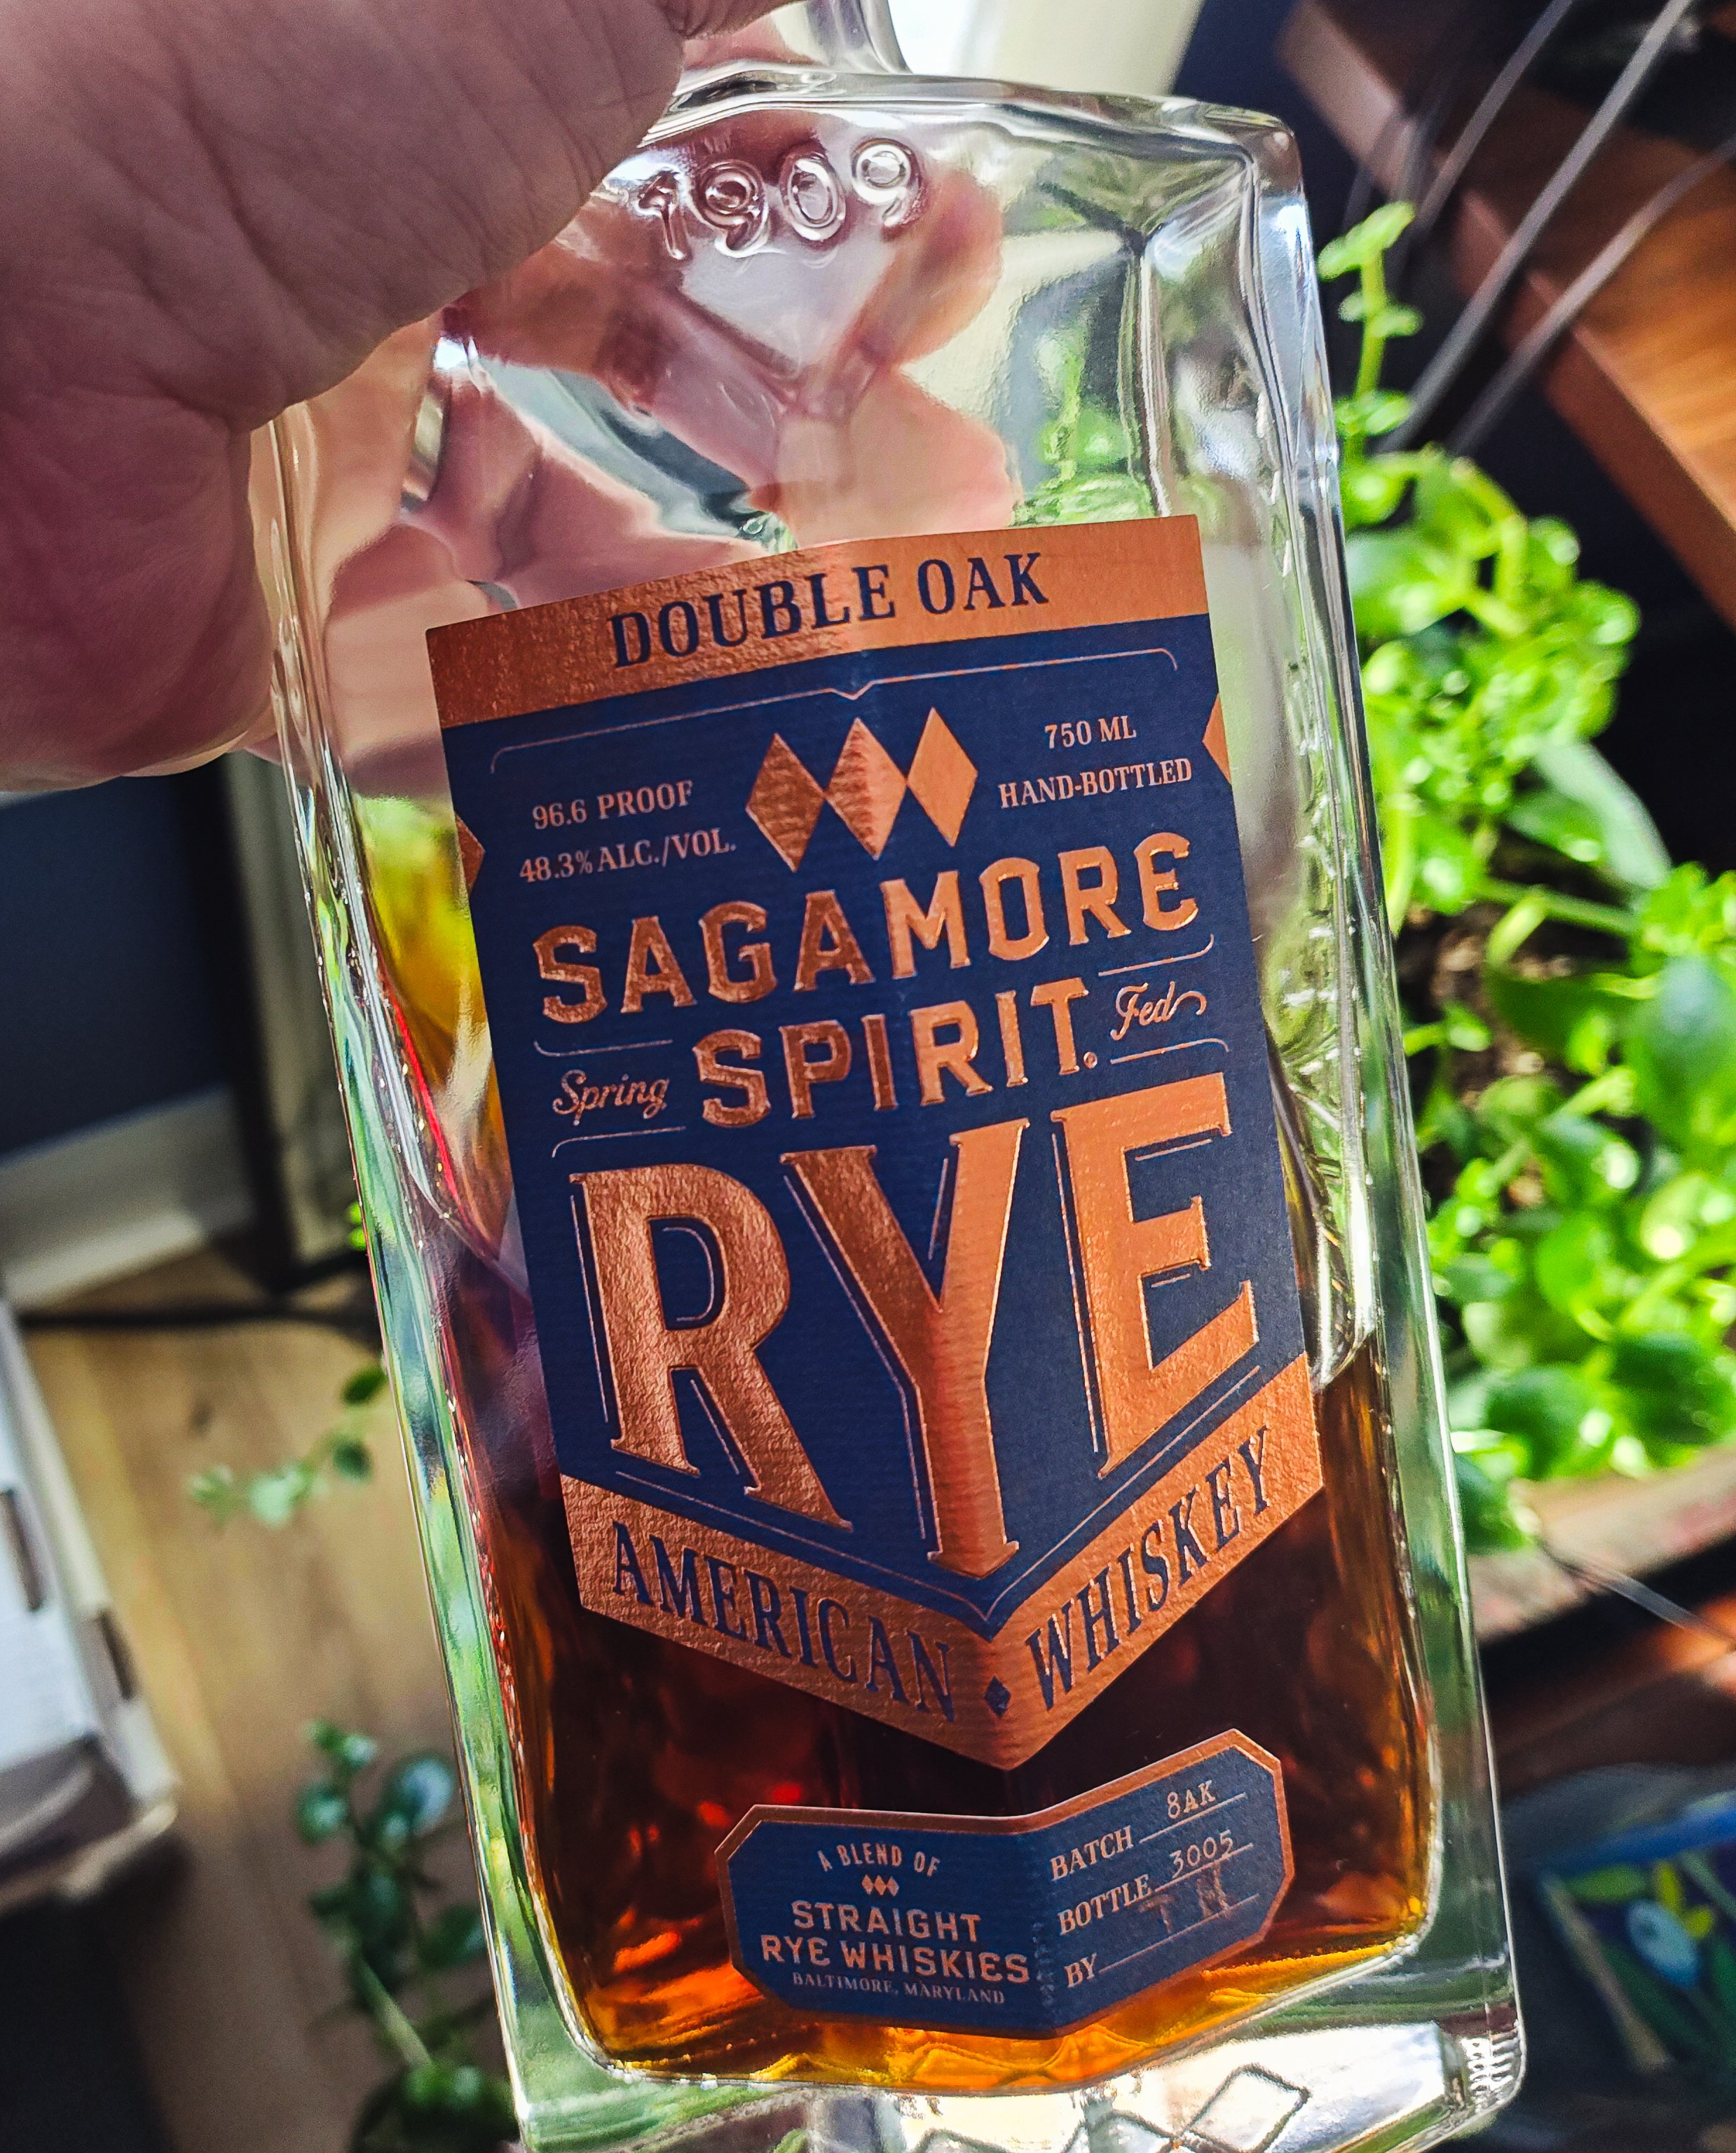 1909
DOUBLE OAK
96.6 PROOF
48.3% ALC./VOL.
750 ML
HAND-BOTTLED
SAGAMORE
SPIRIT.
Spring Fed
RYE
AMERICAN ♦ WHISKEY
A BLEND OF
STRAIGHT
RYE WHISKIES
BALTIMORE, MARYLAND
BATCH 8AK
BOTTLE 3005
BY